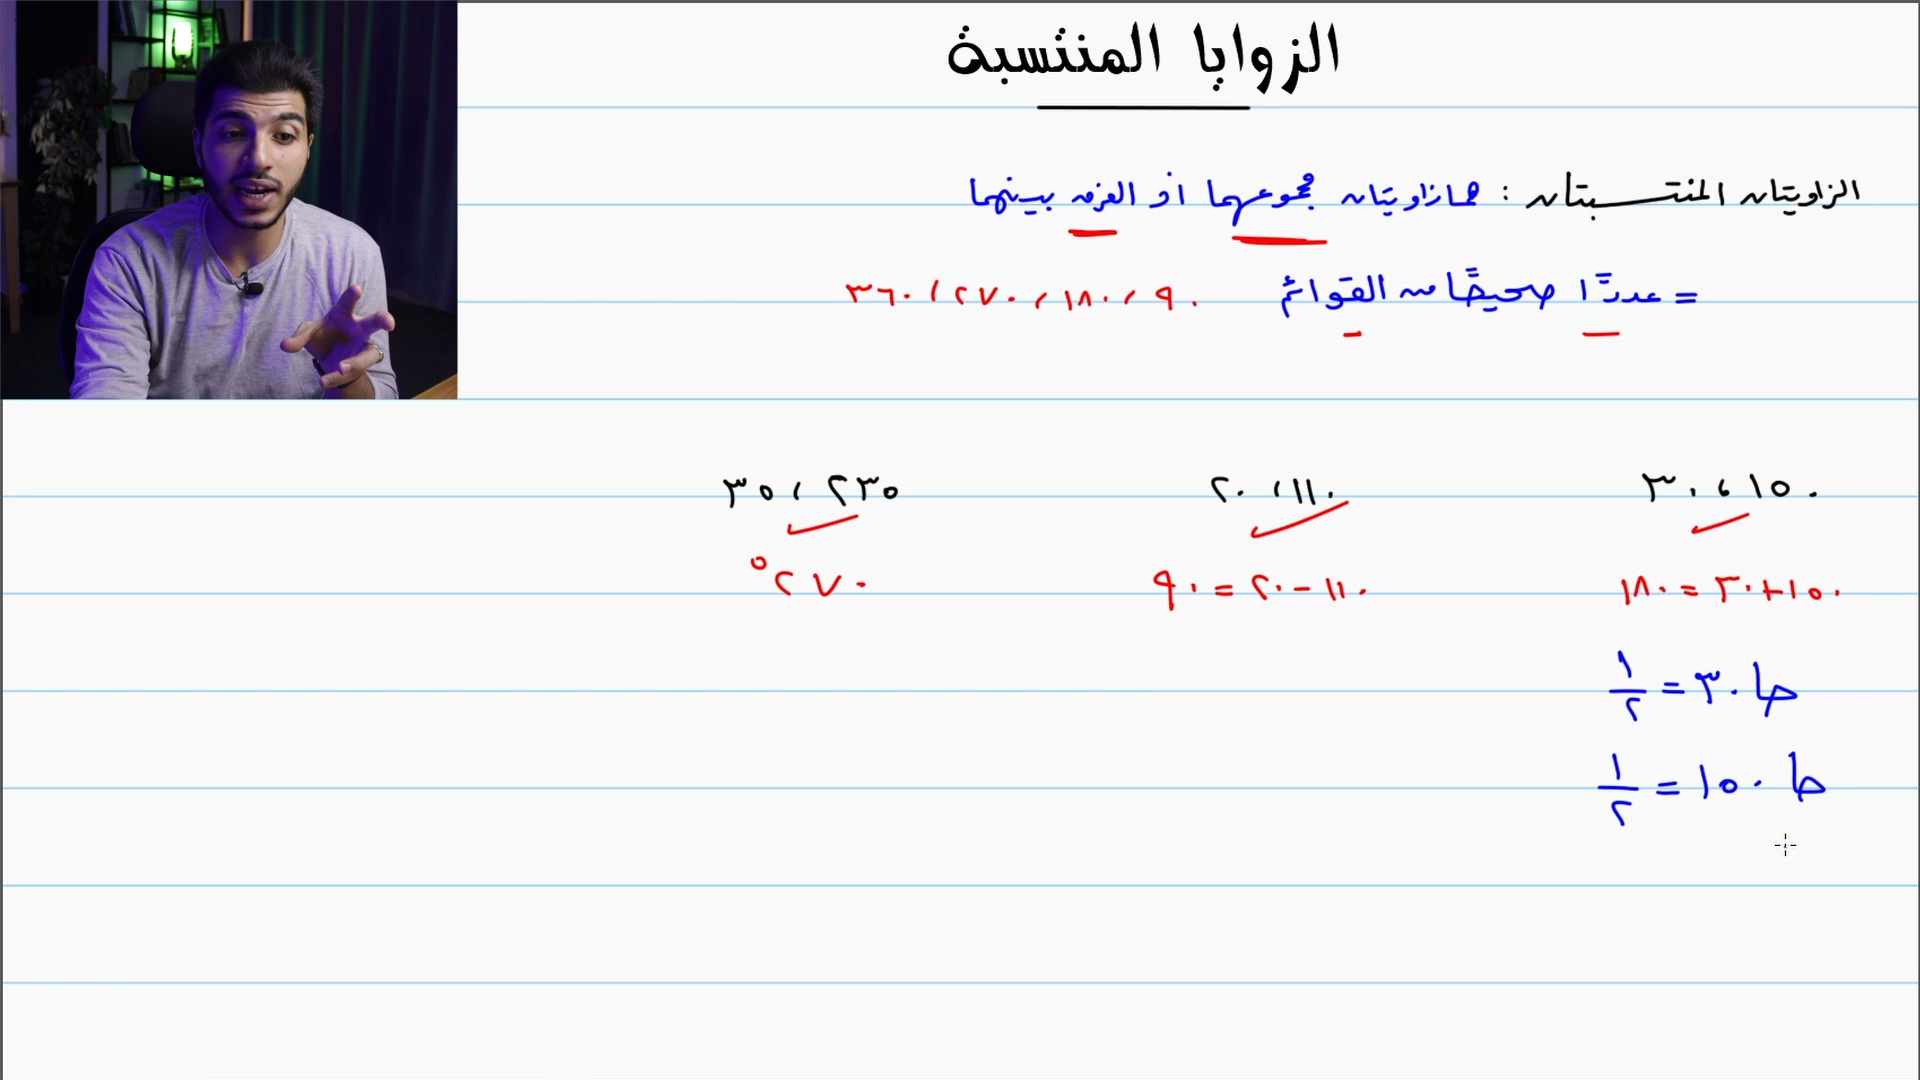 الزوايا المنتسبة
الزاويتان المنتسبتان : هما زاويتان مجموعهما أو الفرق بينهما
= عددًا صحيحًا من القوائم ٩٠ ، ١٨٠ ، ٢٧٠ ، ٣٦٠
١٥٠ ، ٣٠
١١٠ ، ٢٠
٢٣٥ ، ٣٥
١٥٠ + ٣٠ = ١٨٠
١١٠ - ٢٠ = ٩٠
٢٧٠°
حا ٣٠ = ١/٢
حا ١٥٠ = ١/٢